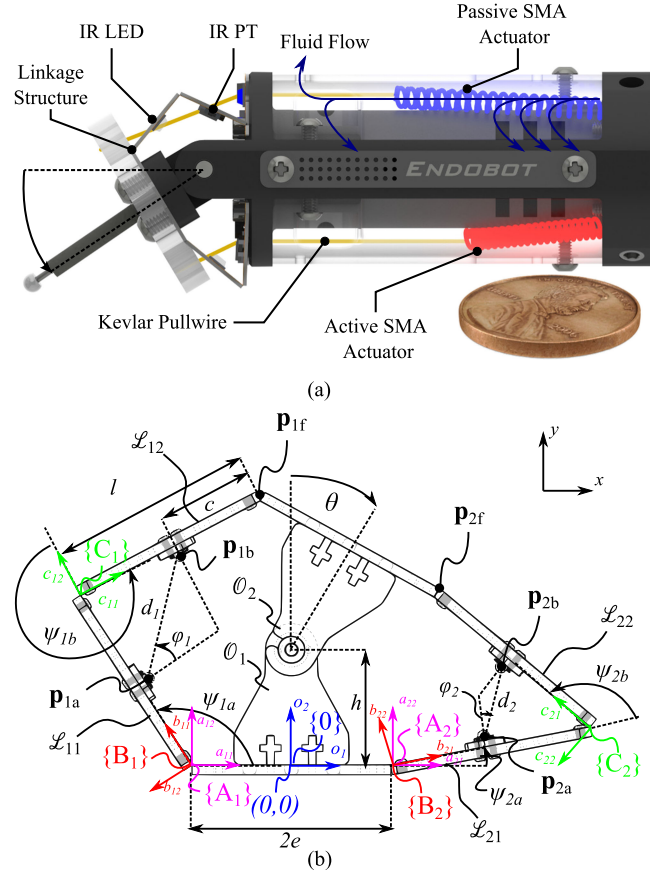 Passive SMA
Actuator
IR LED
IR PT
Fluid Flow
Linkage
Structure
ENDOBOT
Kevlar Pullwire
Active SMA
Actuator
(a)
y
x
ℒ12
p1f
l
c
θ
p2f
{C1}
c12
c11
p1b
d1
𝒪2
p2b
ℒ22
ψ1b
φ1
𝒪1
ψ2b
p1a
ψ1a
h
φ2
d2
c21
ℒ11
b11
a12
o2
{0}
b22
a22
{A2}
b21
c22
{C2}
{B1}
a11
o1
a21
p2a
b12
{A1}
(0,0)
{B2}
ψ2a
ℒ21
2e
(b)